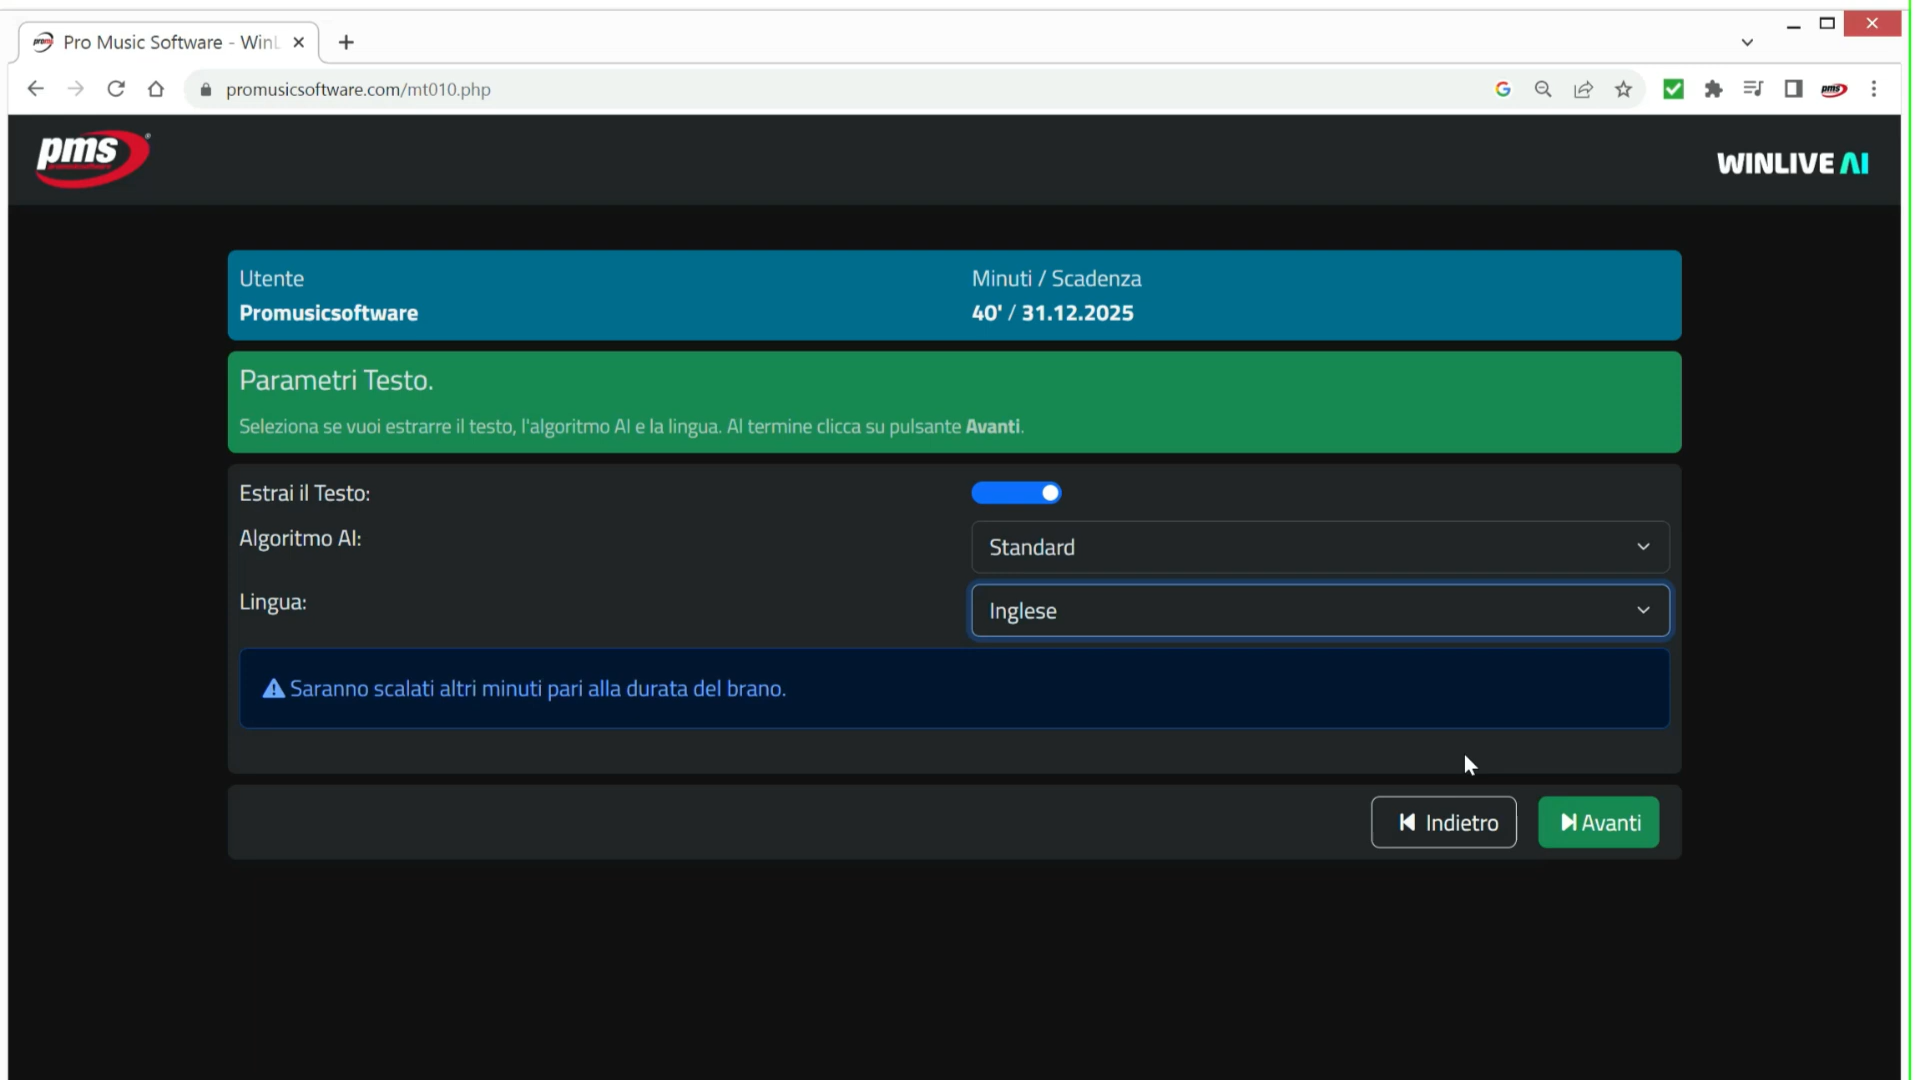 Pro Music Software - WinL
promusicsoftware.com/mt010.php
pms
WINLIVE AI
Utente
Promusicsoftware
Minuti / Scadenza
40' / 31.12.2025
Parametri Testo.
Seleziona se vuoi estrarre il testo, l'algoritmo AI e la lingua. Al termine clicca su pulsante Avanti.
Estrai il Testo:
Algoritmo AI:
Standard
Lingua:
Inglese
Saranno scalati altri minuti pari alla durata del brano.
Indietro
Avanti